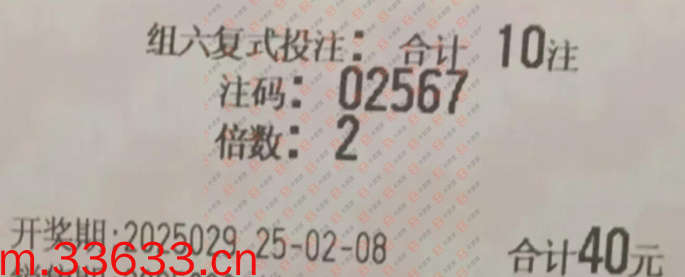 组六复式投注: 合计 10注
注码: 02567
倍数: 2
开奖期:2025029 25-02-08
合计40元
m.33633.cn